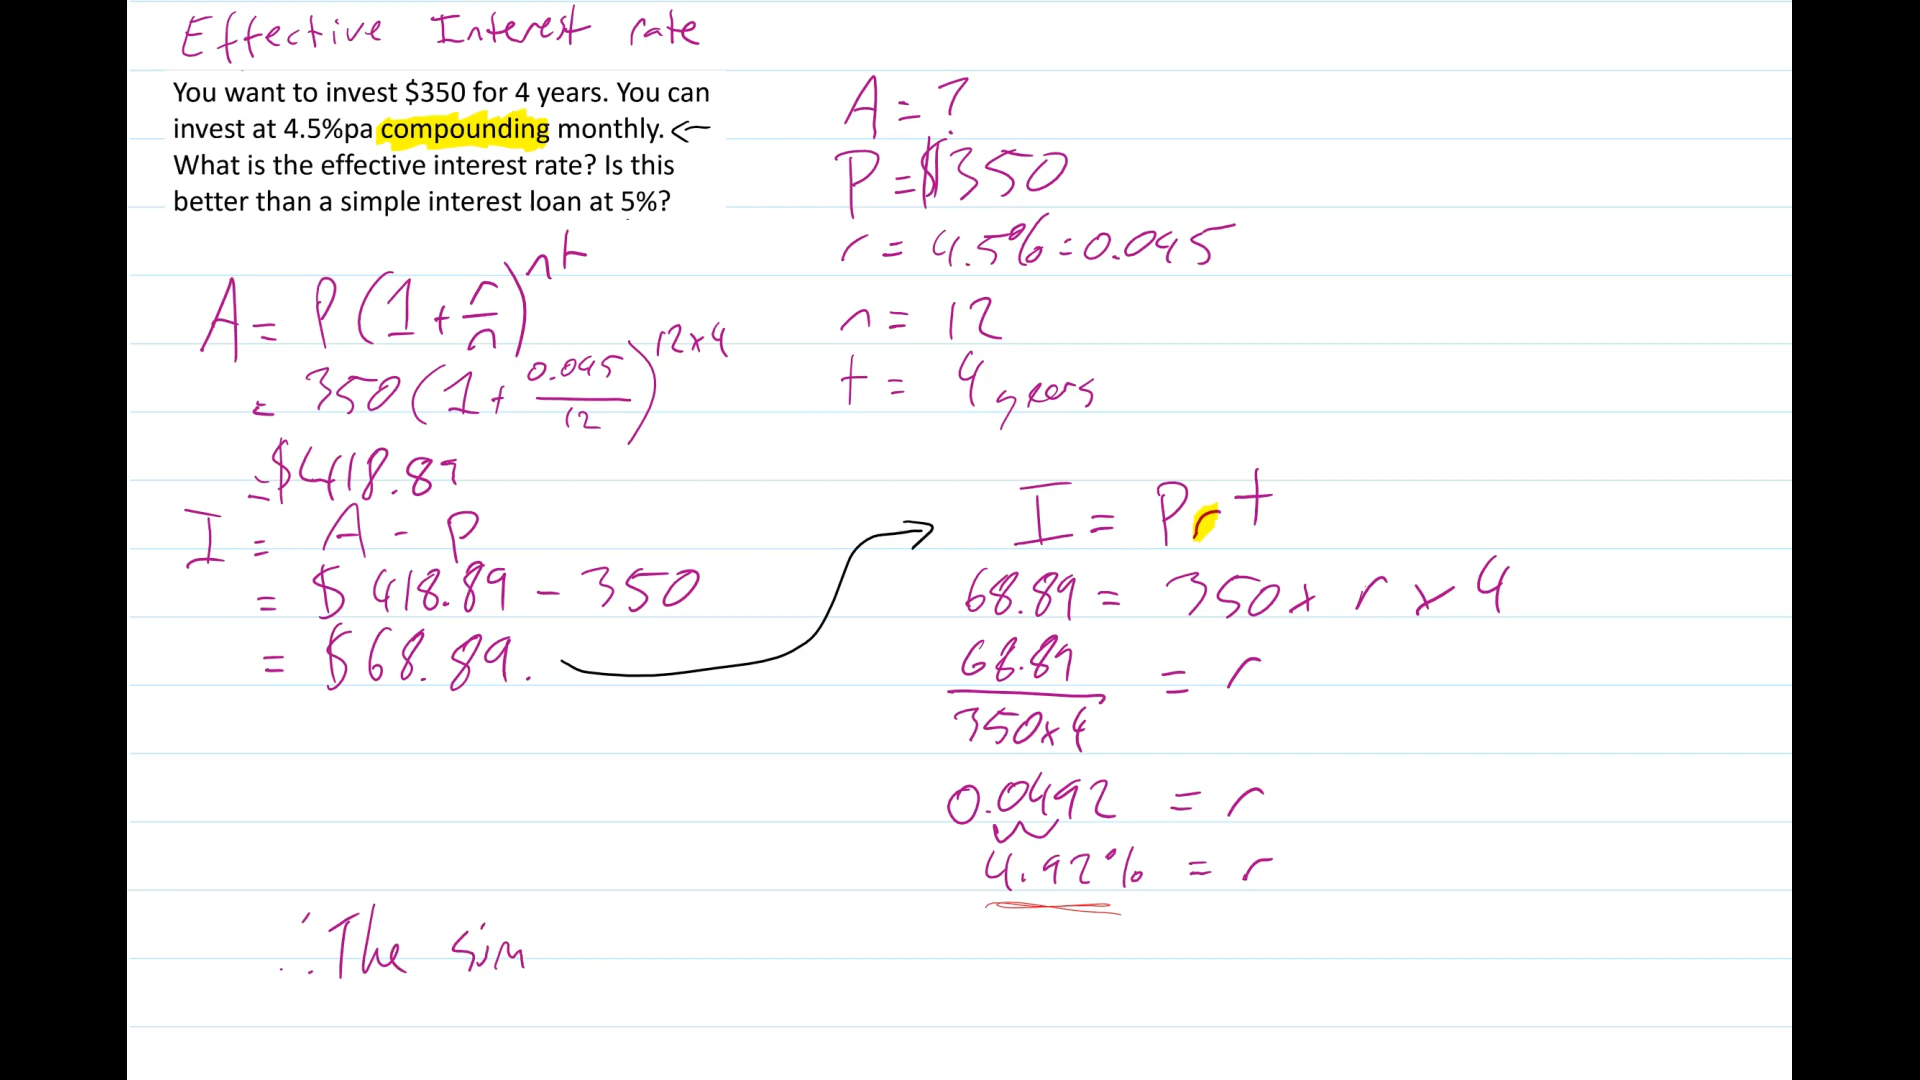 Effective Interest rate
You want to invest $350 for 4 years. You can
invest at 4.5%pa compounding monthly. ←
What is the effective interest rate? Is this
better than a simple interest loan at 5%?
A = ?
P = $350
r = 4.5% = 0.045
n = 12
t = 4 years
A = P(1 + r/n)^nt
= 350(1 + 0.045/12)^12×4
= $418.89
I = A - P
= $418.89 - 350
= $68.89.
I = Prt
68.89 = 350 × r × 4
68.89/350×4 = r
0.0492 = r
4.92% = r
∴ The sim